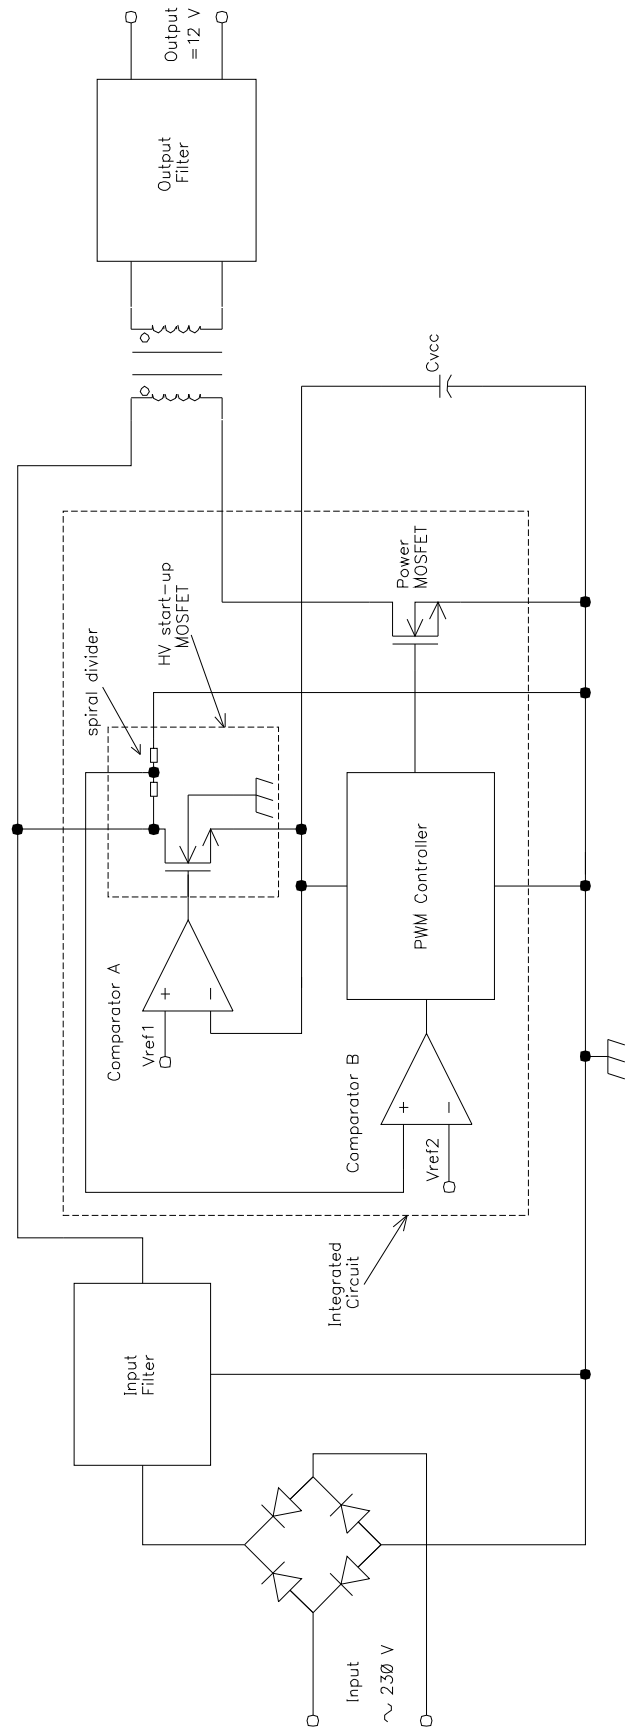 Input
~ 230 V
Input
Filter
Integrated
Circuit
Comparator A
Vref1
+
−
Comparator B
Vref2
+
−
PWM Controller
spiral divider
HV start-up
MOSFET
Power
MOSFET
Cvcc
Output
Filter
Output
=12 V